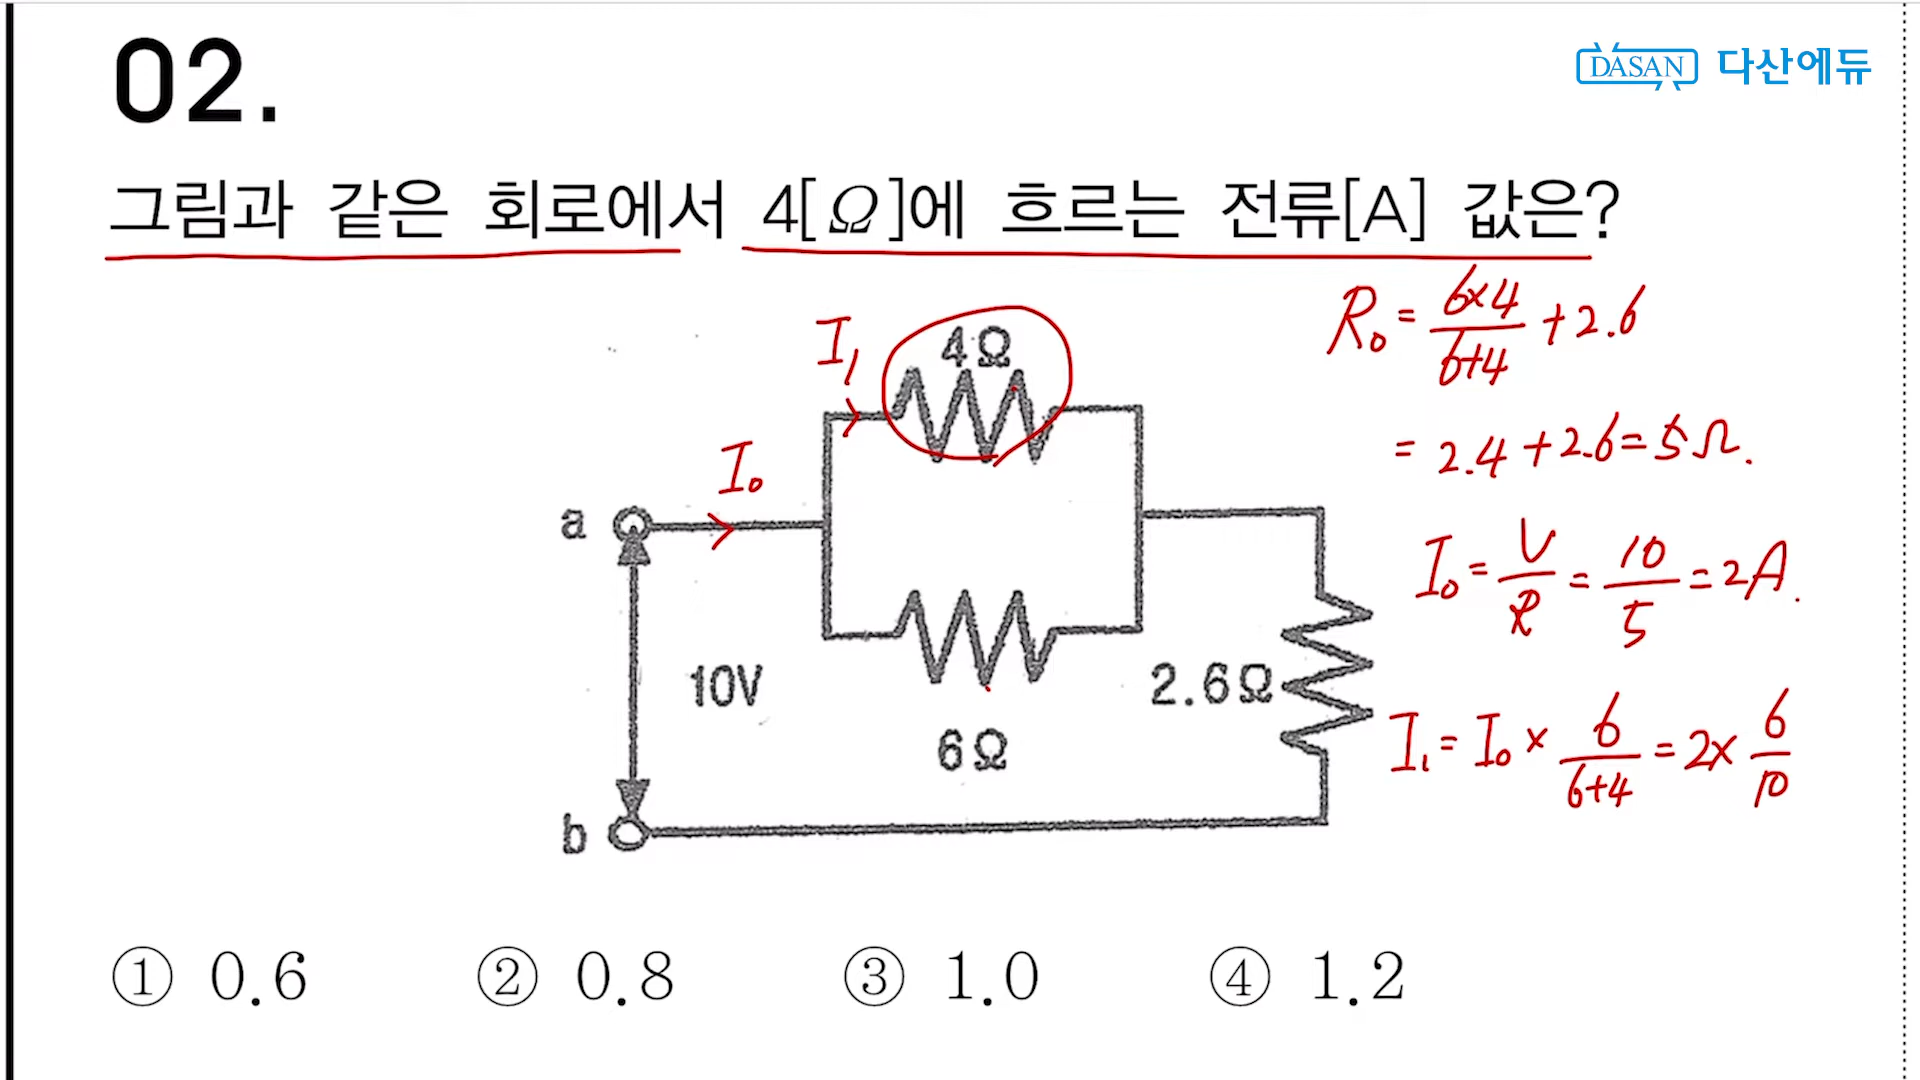 02.
DASAN 다산에듀
그림과 같은 회로에서 4[Ω]에 흐르는 전류[A] 값은?
R₀ = 6×4/6+4 + 2.6
= 2.4 + 2.6 = 5Ω.
I₀ = V/R = 10/5 = 2A.
I₁ = I₀ × 6/6+4 = 2× 6/10
I₁
4Ω
I₀
a
10V
2.6Ω
6Ω
b
① 0.6 ② 0.8 ③ 1.0 ④ 1.2